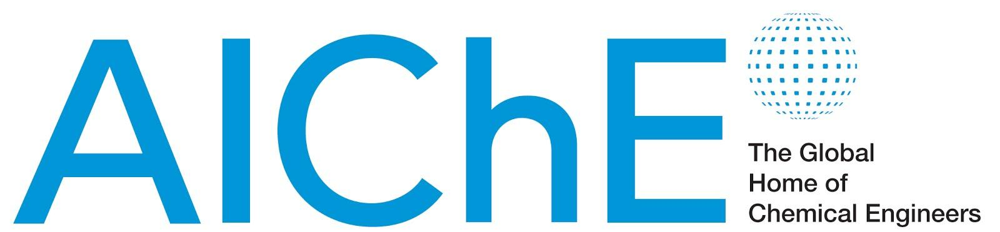 AIChE
The Global
Home of
Chemical Engineers